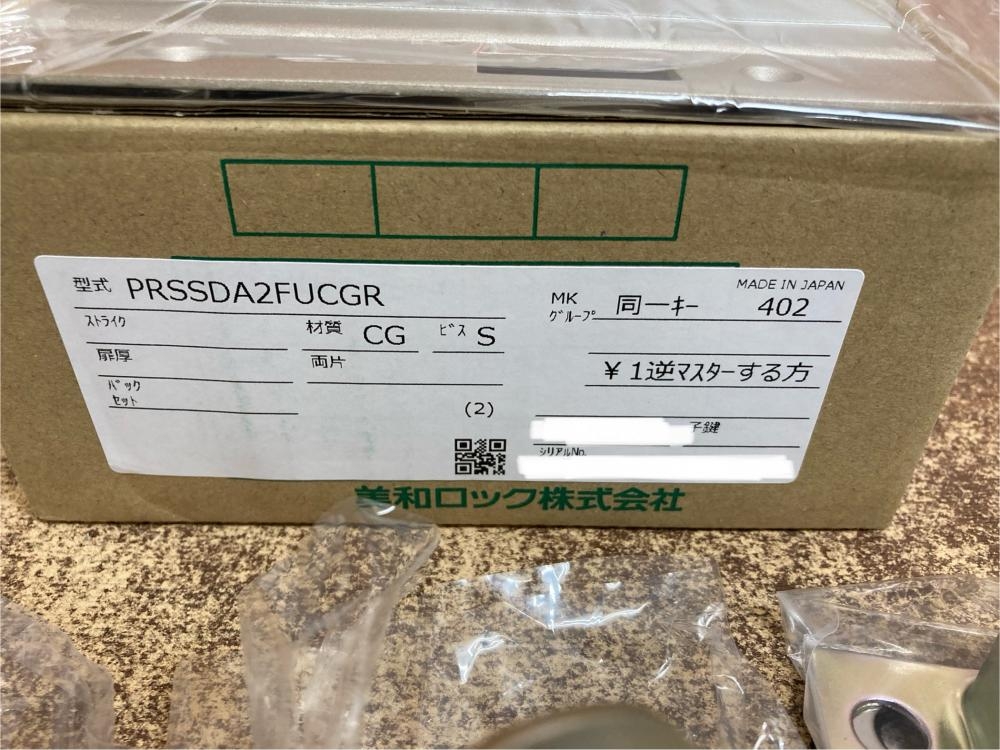 型式 PRSSDA2FUCGR
MADE IN JAPAN
MK
グループ 同一キー 402
ストライク
材質 CG ビス S
扉厚
両片
¥1逆マスターする方
バック
セット
(2)
子鍵
シリアルNo.
美和ロック株式会社